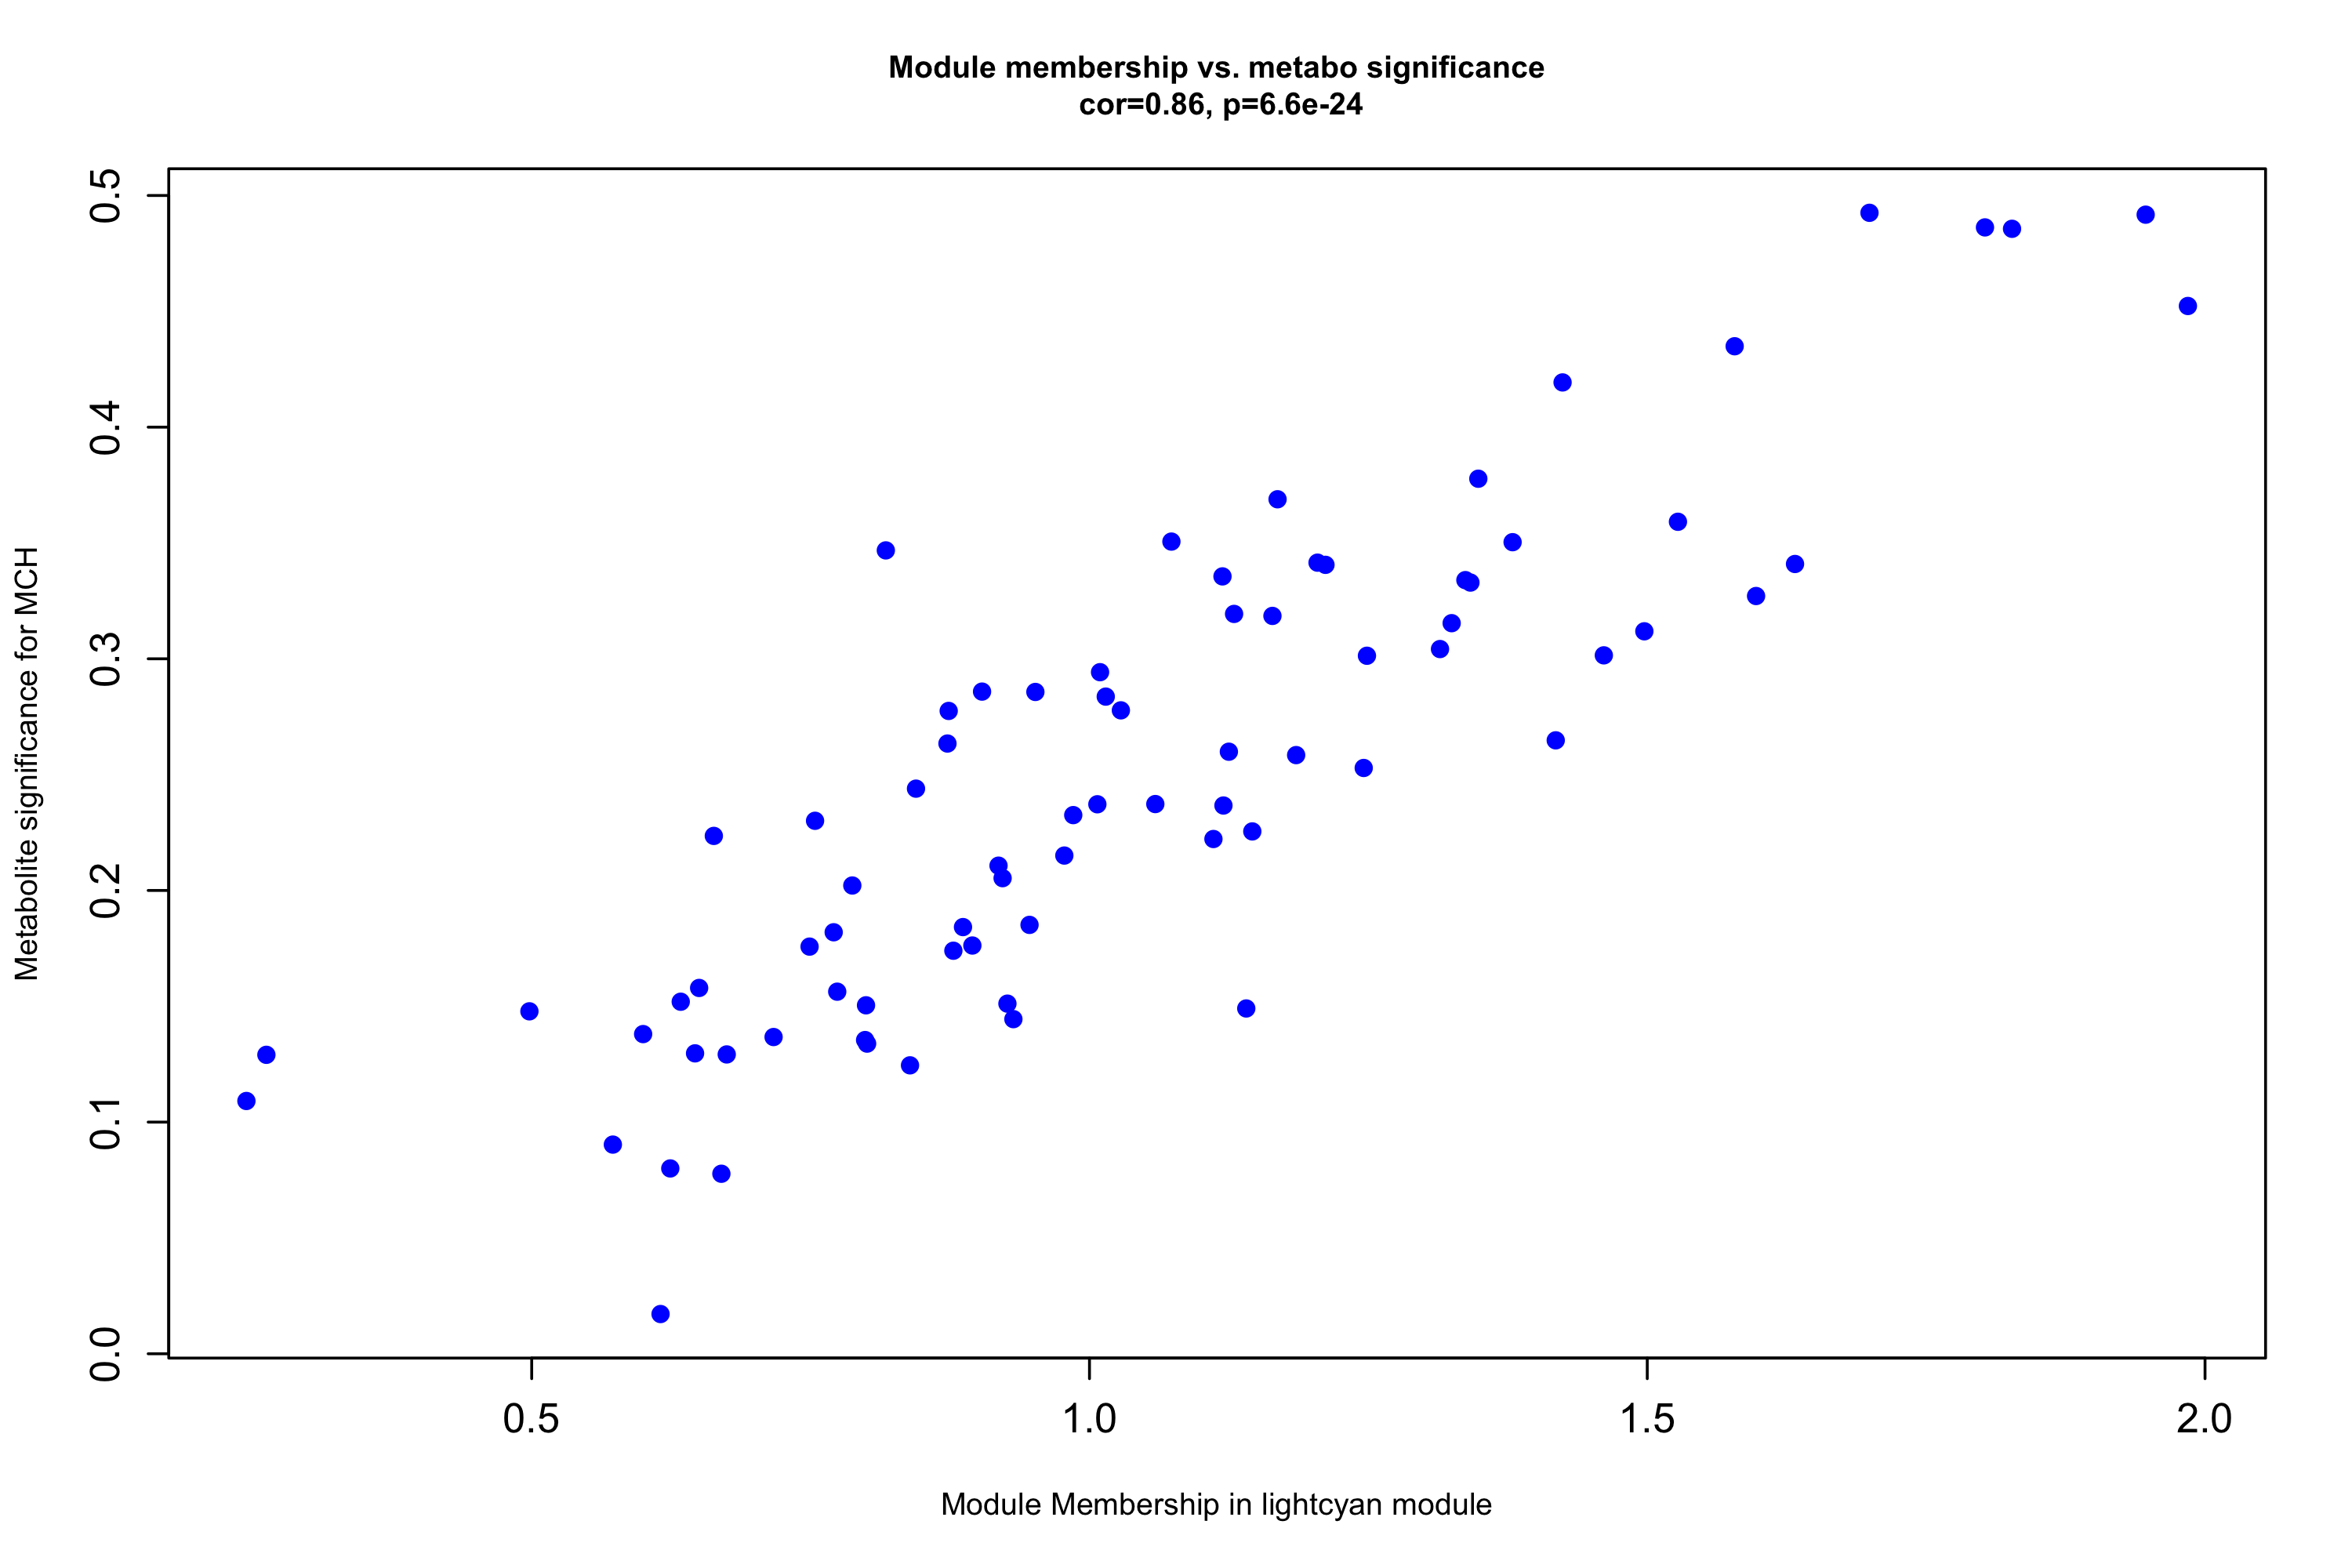 Module membership vs. metabo significance
cor=0.86, p=6.6e-24
Metabolite significance for MCH
0.5
0.4
0.3
0.2
0.1
0.0
0.5 1.0 1.5 2.0
Module Membership in lightcyan module